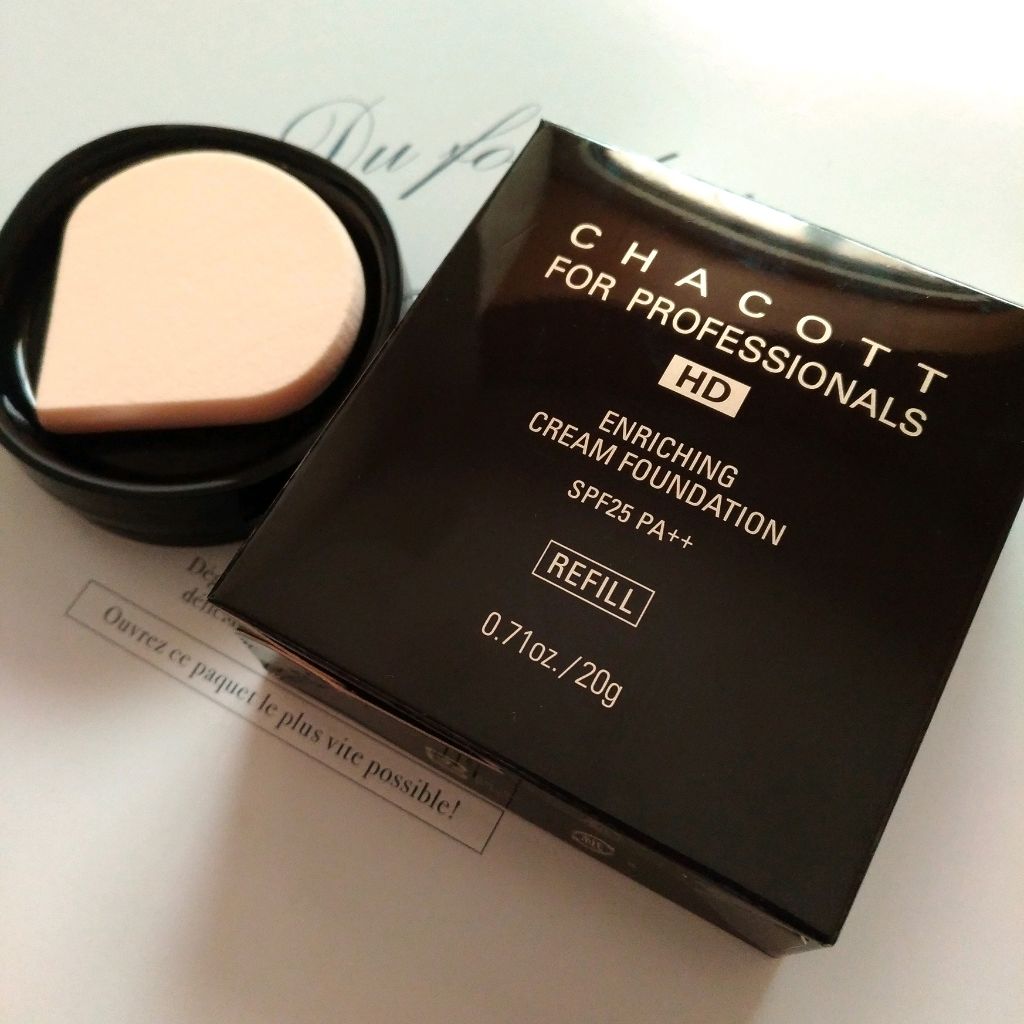 Du
CHACOTT
FOR PROFESSIONALS
HD
ENRICHING
CREAM FOUNDATION
SPF25 PA++
REFILL
0.71oz./20g
Ouvrez ce paquet le plus vite possible!